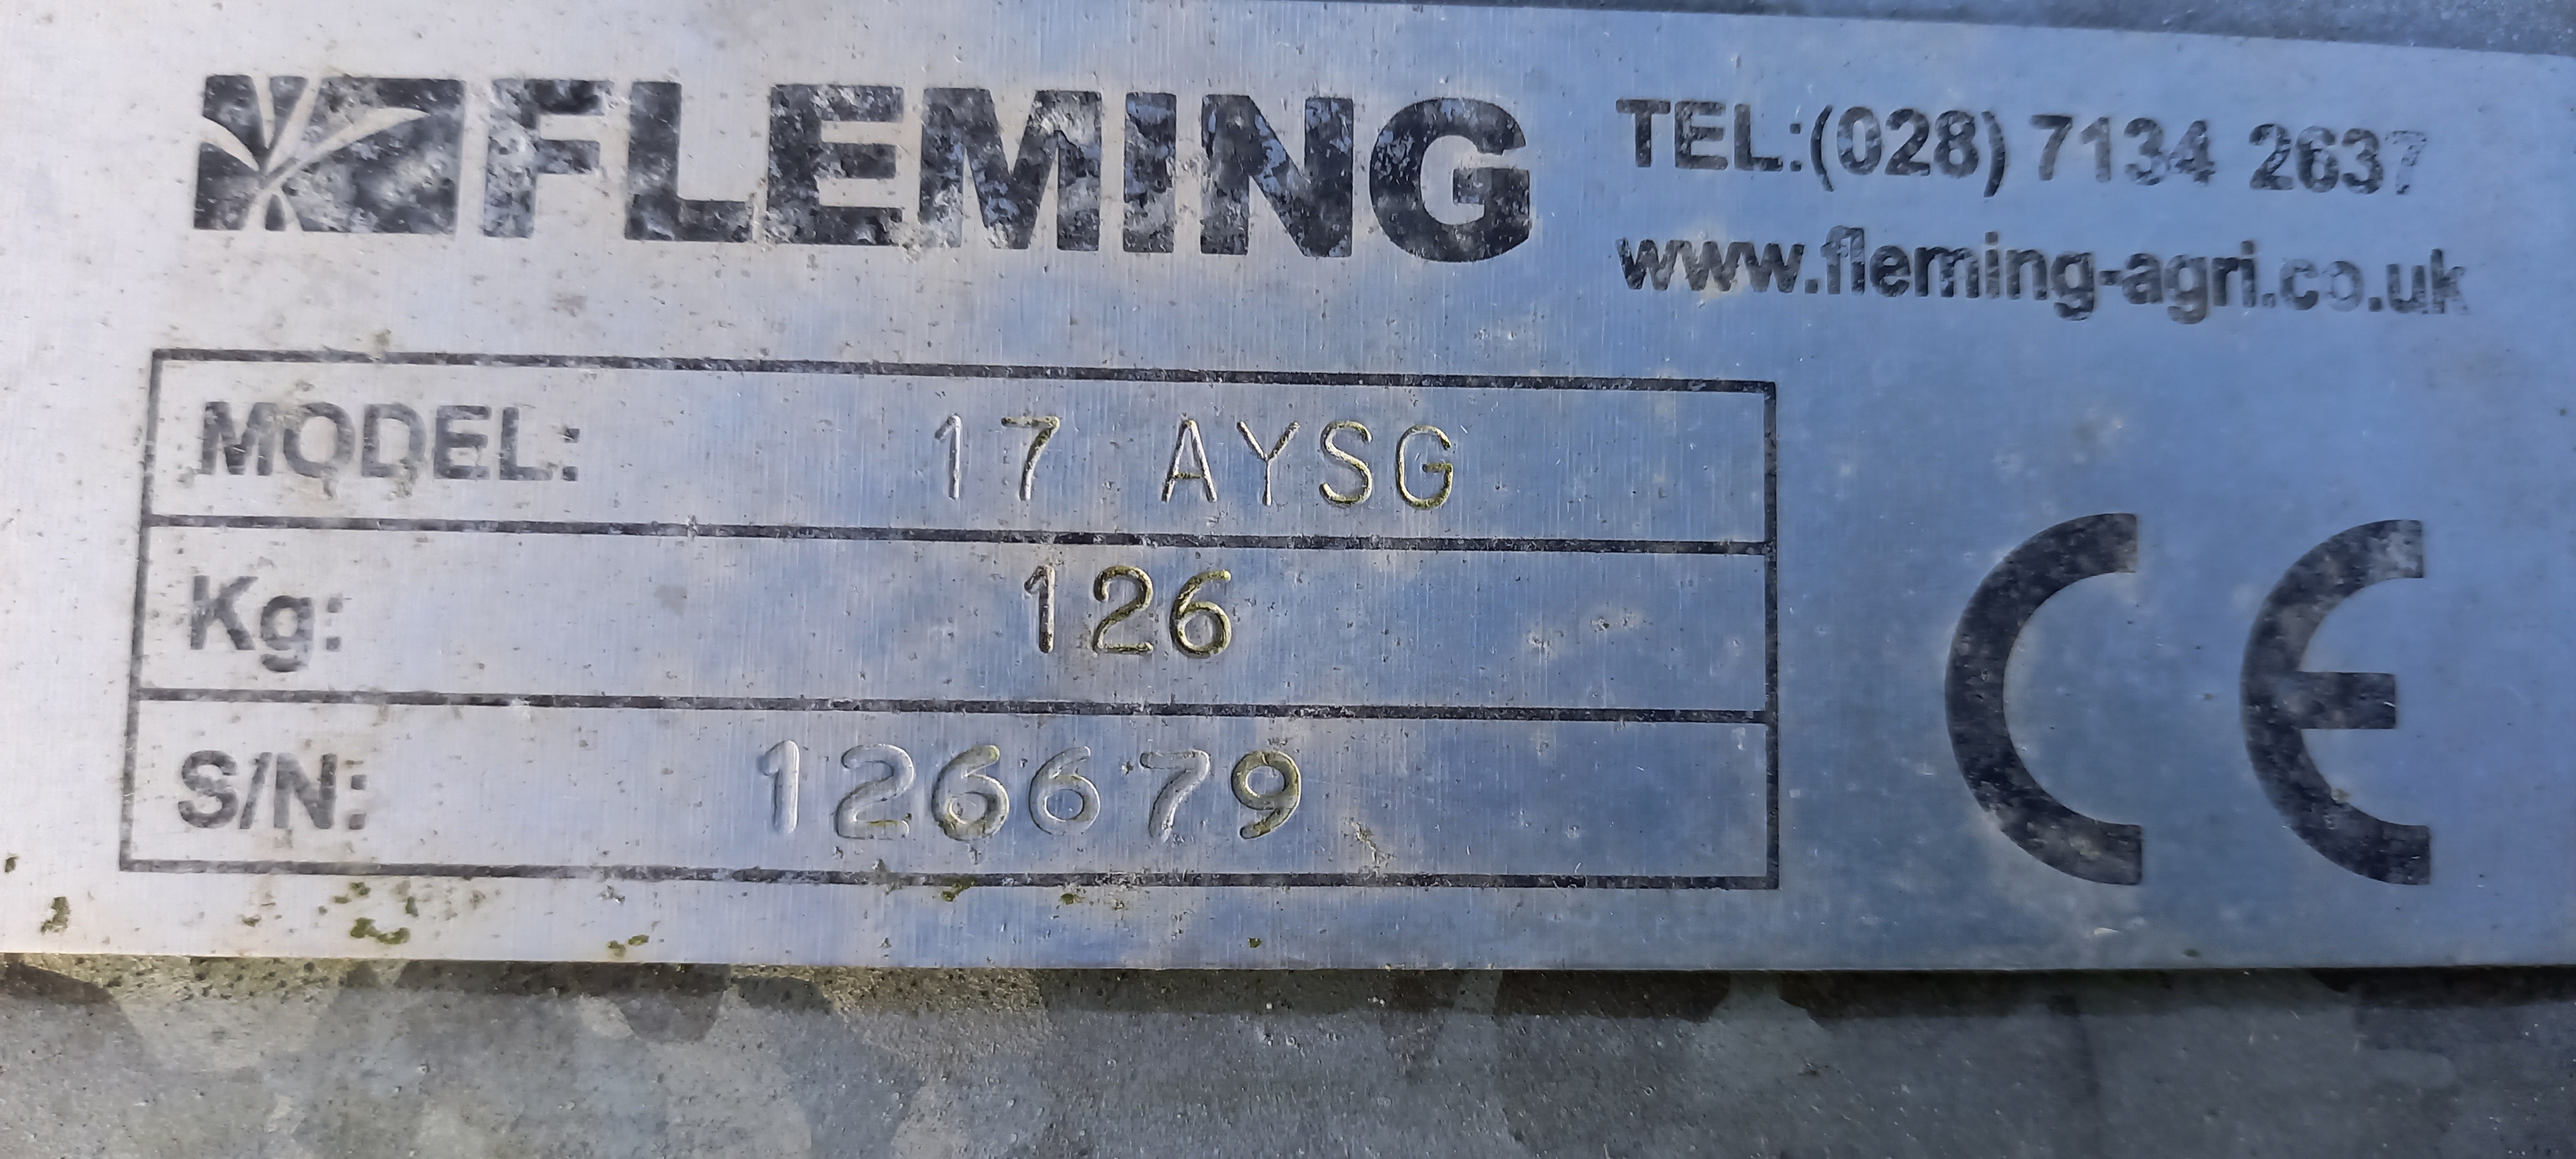 FLEMING
TEL:(028) 7134 2637
www.fleming-agri.co.uk
MODEL: 17 AYSG
Kg: 126
S/N: 126679
CE